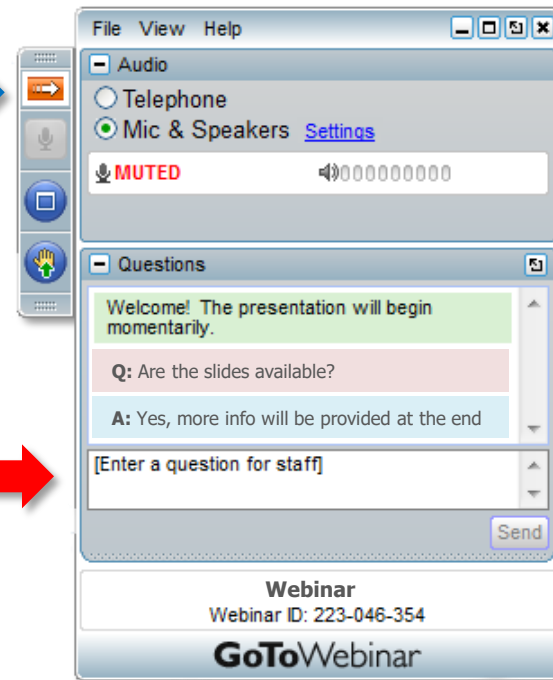 File View Help
Audio
Telephone
Mic & Speakers Settings
MUTED 000000000
Questions
Welcome! The presentation will begin
momentarily.
Q: Are the slides available?
A: Yes, more info will be provided at the end
[Enter a question for staff]
Send
Webinar
Webinar ID: 223-046-354
GoToWebinar